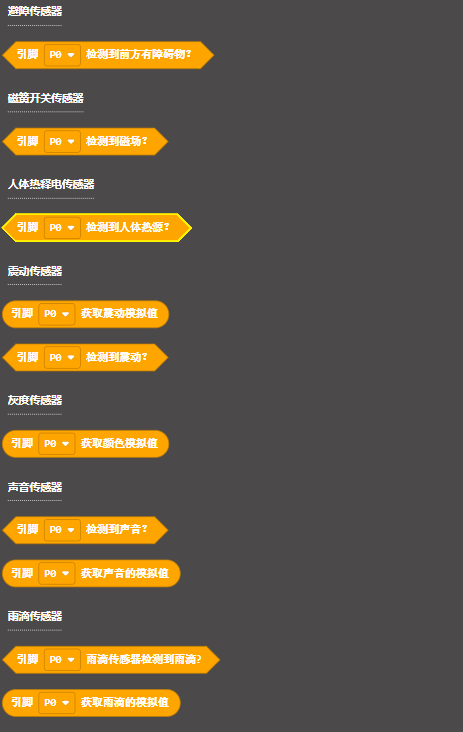 避障传感器
引脚 P0 检测到前方有障碍物?
磁簧开关传感器
引脚 P0 检测到磁场?
人体热释电传感器
引脚 P0 检测到人体热源?
震动传感器
引脚 P0 获取震动模拟值
引脚 P0 检测到震动?
灰度传感器
引脚 P0 获取颜色模拟值
声音传感器
引脚 P0 检测到声音?
引脚 P0 获取声音的模拟值
雨滴传感器
引脚 P0 雨滴传感器检测到雨滴?
引脚 P0 获取雨滴的模拟值